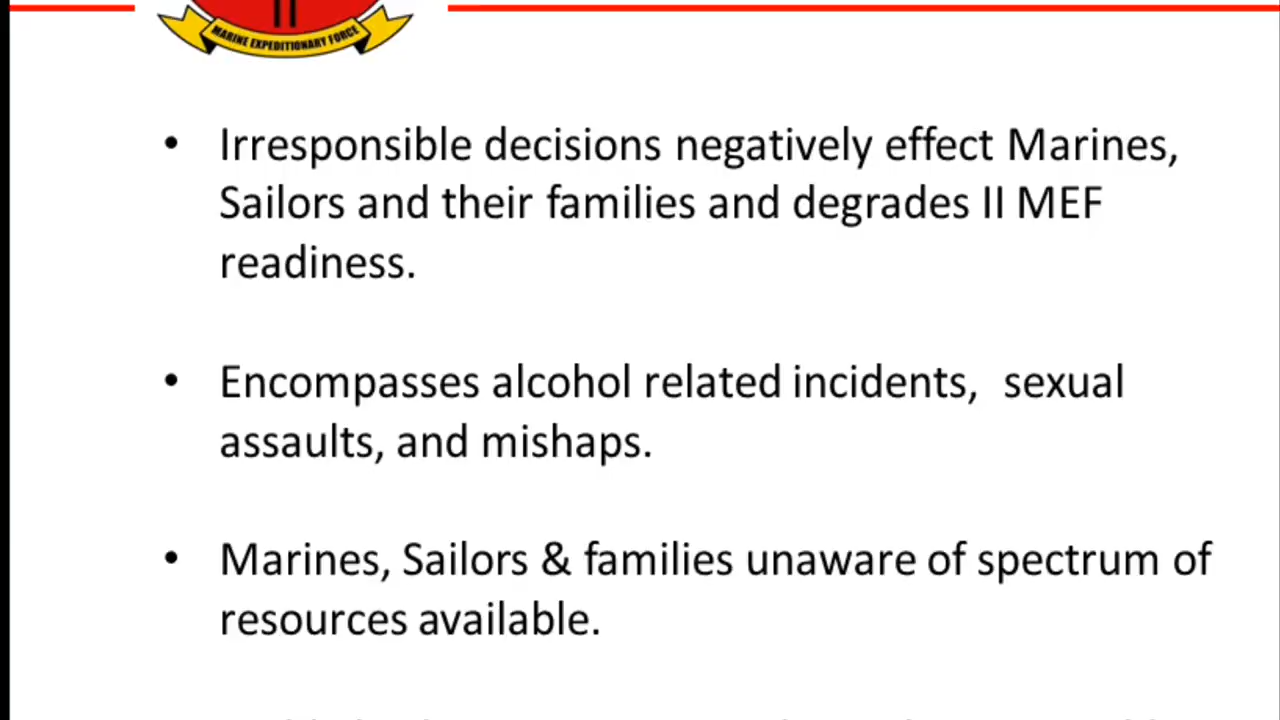 II
MARINE EXPEDITIONARY FORCE
• Irresponsible decisions negatively effect Marines,
Sailors and their families and degrades II MEF
readiness.
• Encompasses alcohol related incidents,  sexual
assaults, and mishaps.
• Marines, Sailors & families unaware of spectrum of
resources available.